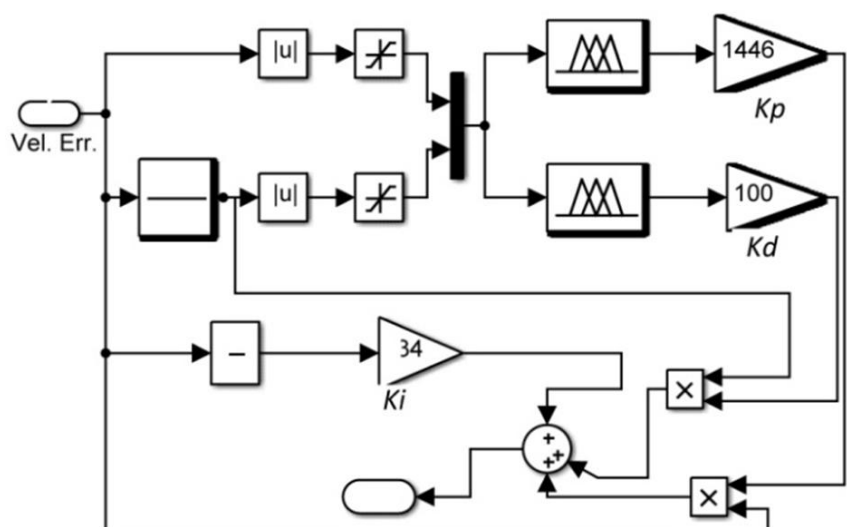 |u|
1446
Kp
Vel. Err.
|u|
100
Kd
34
Ki
×
+
+
+
×